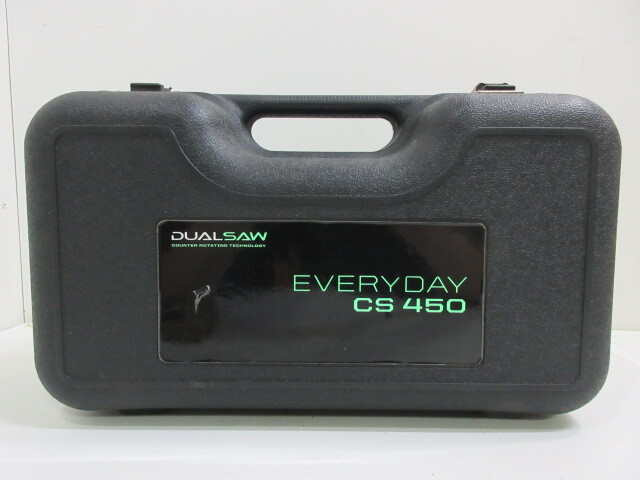 DUALSAW
COUNTER ROTATING TECHNOLOGY
EVERYDAY
CS 450